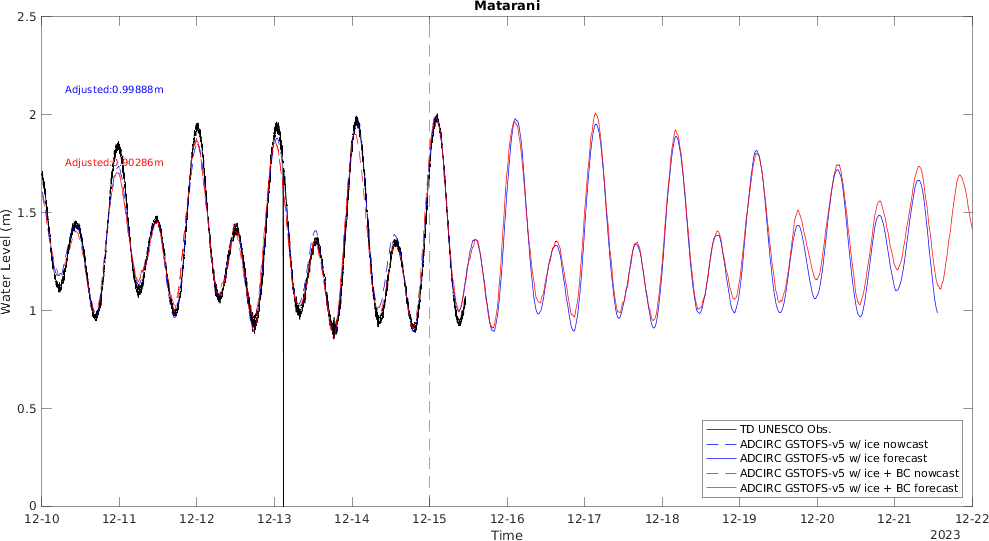 Matarani
2.5
2
1.5
1
0.5
0
Water Level (m)
Adjusted:0.99888m
Adjusted:0.90286m
TD UNESCO Obs.
ADCIRC GSTOFS-v5 w/ ice nowcast
ADCIRC GSTOFS-v5 w/ ice forecast
ADCIRC GSTOFS-v5 w/ ice + BC nowcast
ADCIRC GSTOFS-v5 w/ ice + BC forecast
12-10 12-11 12-12 12-13 12-14 12-15 12-16 12-17 12-18 12-19 12-20 12-21 12-22
Time
2023